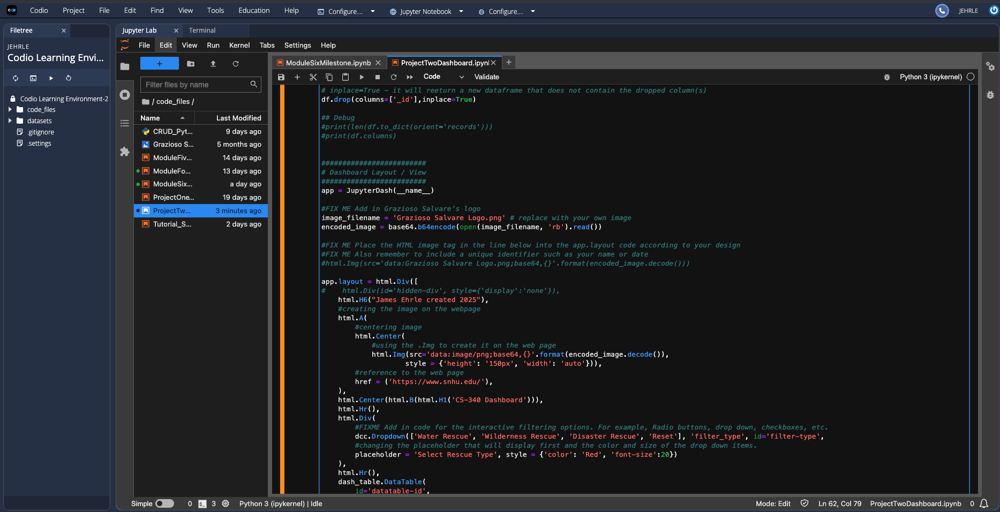 Codio Project File Edit Find View Tools Education Help Configure.... Jupyter Notebook Configure.... JEHRLE
Filetree
JEHRLE
Codio Learning Envi...
Codio Learning Environment-2
code_files
datasets
.gitignore
.settings
Jupyter Lab Terminal
File Edit View Run Kernel Tabs Settings Help
Filter files by name
/ code_files /
Name Last Modified
CRUD_Pyt... 9 days ago
Grazioso S... 5 months ago
ModuleFiv... 14 days ago
ModuleFo... 13 days ago
ModuleSix... a day ago
ProjectOne... 19 days ago
ProjectTw... 3 minutes ago
Tutorial_S... 2 days ago
ModuleSixMilestone.ipynb ProjectTwoDashboard.ipynl
Code Validate Python 3 (ipykernel)
# inplace=True - it will reeturn a new dataframe that does not contain the dropped column(s)
df.drop(columns=['_id'],inplace=True)
## Debug
#print(len(df.to_dict(orient='records')))
#print(df.columns)
#########################
# Dashboard Layout / View
#########################
app = JupyterDash(__name__)
#FIX ME Add in Grazioso Salvare’s logo
image_filename = 'Grazioso Salvare Logo.png' # replace with your own image
encoded_image = base64.b64encode(open(image_filename, 'rb').read())
#FIX ME Place the HTML image tag in the line below into the app.layout code according to your design
#FIX ME Also remember to include a unique identifier such as your name or date
#html.Img(src='data:Grazioso Salvare Logo.png;base64,{}'.format(encoded_image.decode()))
app.layout = html.Div([
#    html.Div(id='hidden-div', style={'display':'none'}),
    html.H6("James Ehrle created 2025"),
    #creating the image on the webpage
    html.A(
        #centering image
        html.Center(
            #using the .Img to create it on the web page
            html.Img(src='data:image/png;base64,{}'.format(encoded_image.decode()),
                    style = {'height': '150px', 'width': 'auto'})),
        #reference to the web page
        href = ('https://www.snhu.edu/'),
    ),
    html.Center(html.B(html.H1('CS-340 Dashboard'))),
    html.Hr(),
    html.Div(
        #FIXME Add in code for the interactive filtering options. For example, Radio buttons, drop down, checkboxes, etc.
        dcc.Dropdown(['Water Rescue', 'Wilderness Rescue', 'Disaster Rescue', 'Reset'], 'filter_type', id='filter-type',
        #changing the placeholder that will display first and the color and size of the drop down items.
        placeholder = 'Select Rescue Type', style = {'color': 'Red', 'font-size':20})
    ),
    html.Hr(),
    dash_table.DataTable(
        id='datatable-id',
Simple 0 3 Python 3 (ipykernel) | Idle Mode: Edit Ln 62, Col 79 ProjectTwoDashboard.ipynb 0